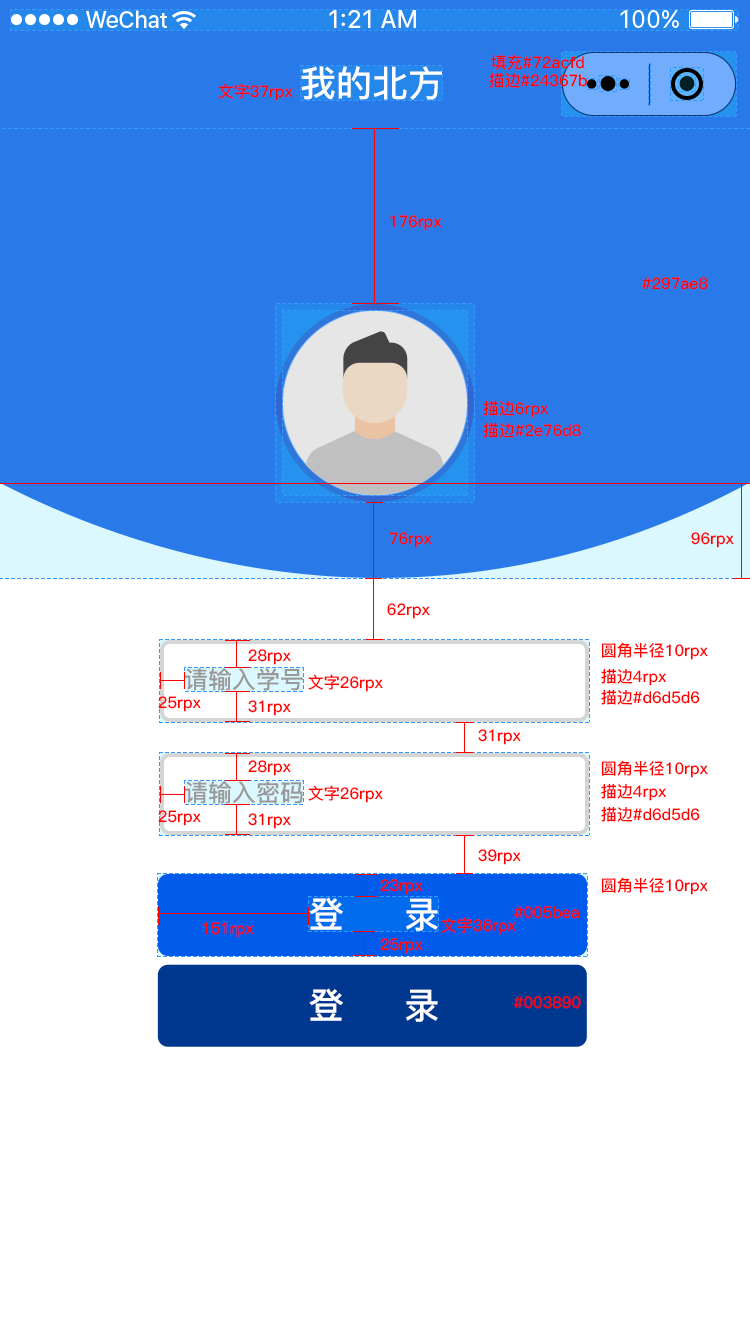 WeChat 1:21 AM 100%
填充#72acfd
描边#24367b
我的北方
文字37rpx
176rpx
#297ae8
描边6rpx
描边#2e76d8
76rpx
96rpx
62rpx
圆角半径10rpx
28rpx
描边4rpx
请输入学号
文字26rpx
描边#d6d5d6
25rpx
31rpx
31rpx
28rpx
圆角半径10rpx
请输入密码
文字26rpx
描边4rpx
25rpx
31rpx
描边#d6d5d6
39rpx
23rpx
圆角半径10rpx
登 录
151rpx
文字36rpx
25rpx
登 录
#003890